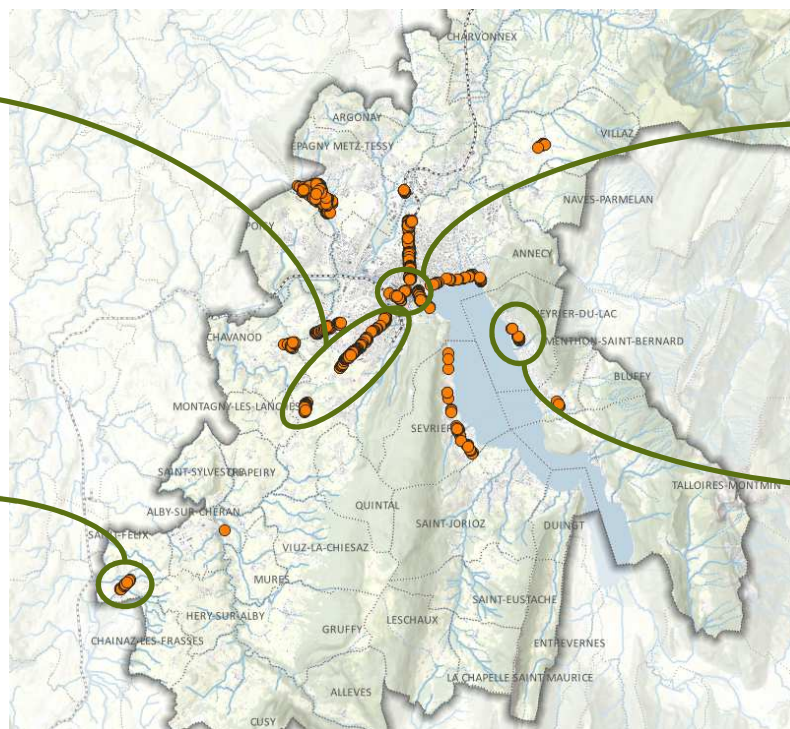 CHARVONNEX
ARGONAY
VILLAZ
EPAGNY METZ-TESSY
NAVES-PARMELAN
POISY
ANNECY
VEYRIER-DU-LAC
CHAVANOD
MENTHON-SAINT-BERNARD
BLUFFY
MONTAGNY-LES-LANCHES
SEVRIER
SAINT-SYLVESTRE
CHAPEIRY
TALLOIRES-MONTMIN
QUINTAL
ALBY-SUR-CHERAN
SAINT-JORIOZ
DUINGT
SAINT-FELIX
VIUZ-LA-CHIESAZ
MURES
SAINT-EUSTACHE
HERY-SUR-ALBY
LESCHAUX
GRUFFY
CHAINAZ-LES-FRASSES
ENTREVERNES
LA CHAPELLE SAINT MAURICE
ALLEVES
CUSY